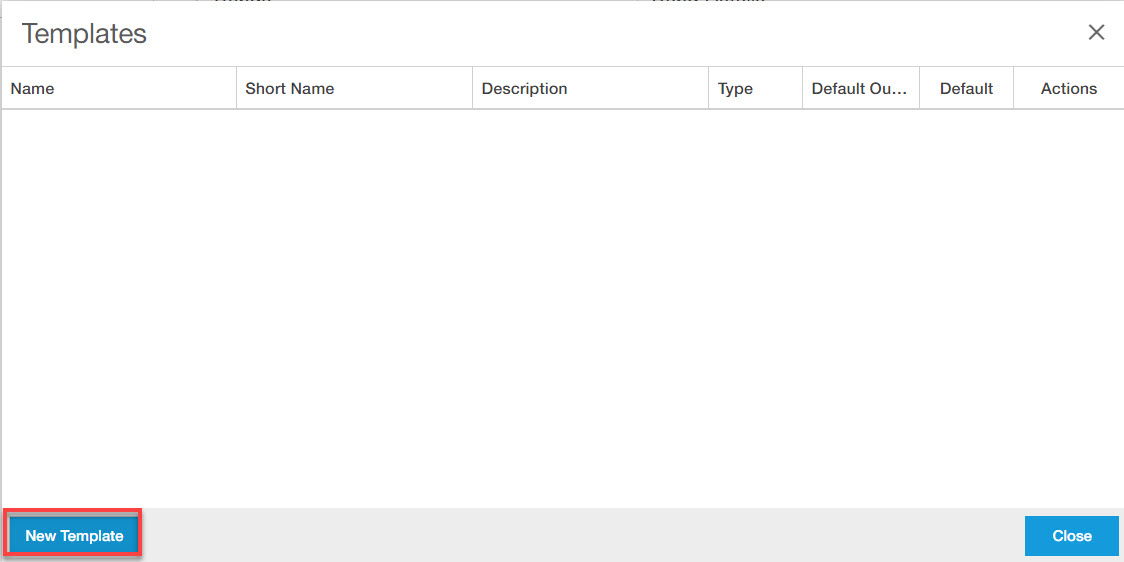 Templates
Name Short Name Description Type Default Ou... Default Actions
New Template Close